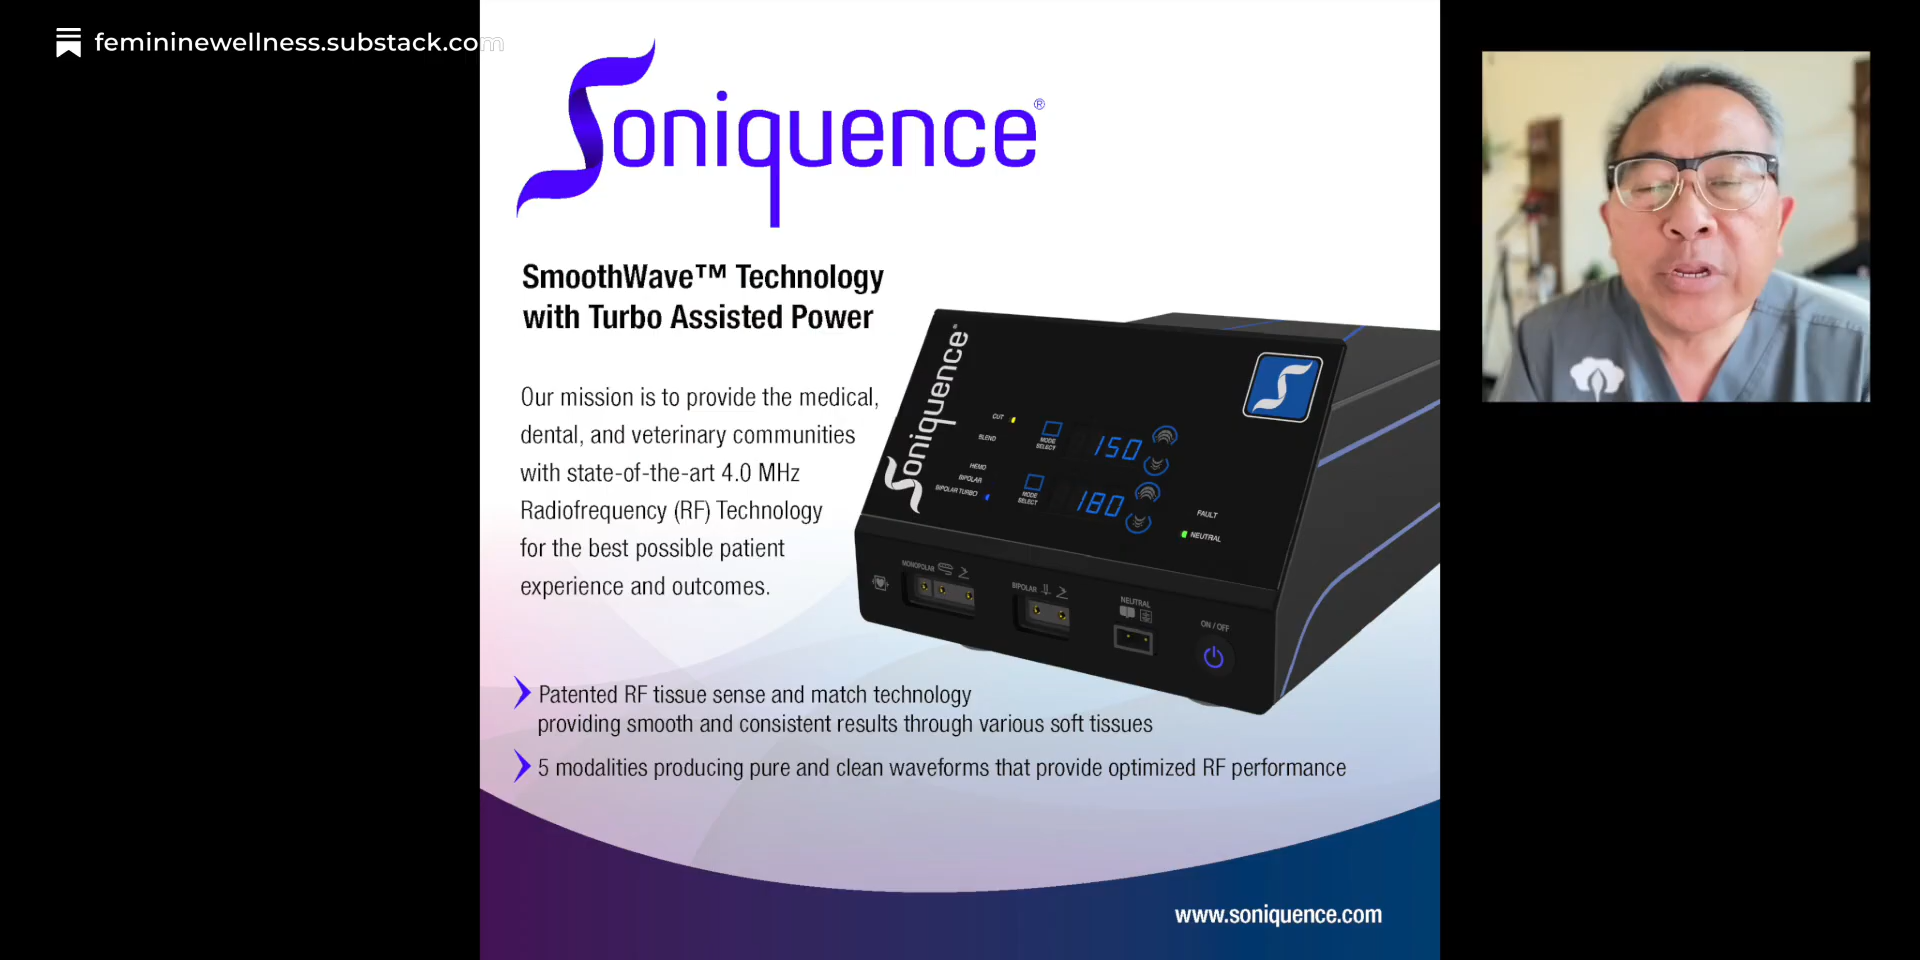 femininewellness.substack.com
Soniquence®
SmoothWave™ Technology
with Turbo Assisted Power
Our mission is to provide the medical,
dental, and veterinary communities
with state-of-the-art 4.0 MHz
Radiofrequency (RF) Technology
for the best possible patient
experience and outcomes.
Soniquence®
CUT
BLEND
MODE
SELECT
150
HEMO
BIPOLAR
BIPOLAR TURBO
MODE
SELECT
180
FAULT
NEUTRAL
MONOPOLAR
BIPOLAR
NEUTRAL
ON / OFF
Patented RF tissue sense and match technology
providing smooth and consistent results through various soft tissues
5 modalities producing pure and clean waveforms that provide optimized RF performance
www.soniquence.com